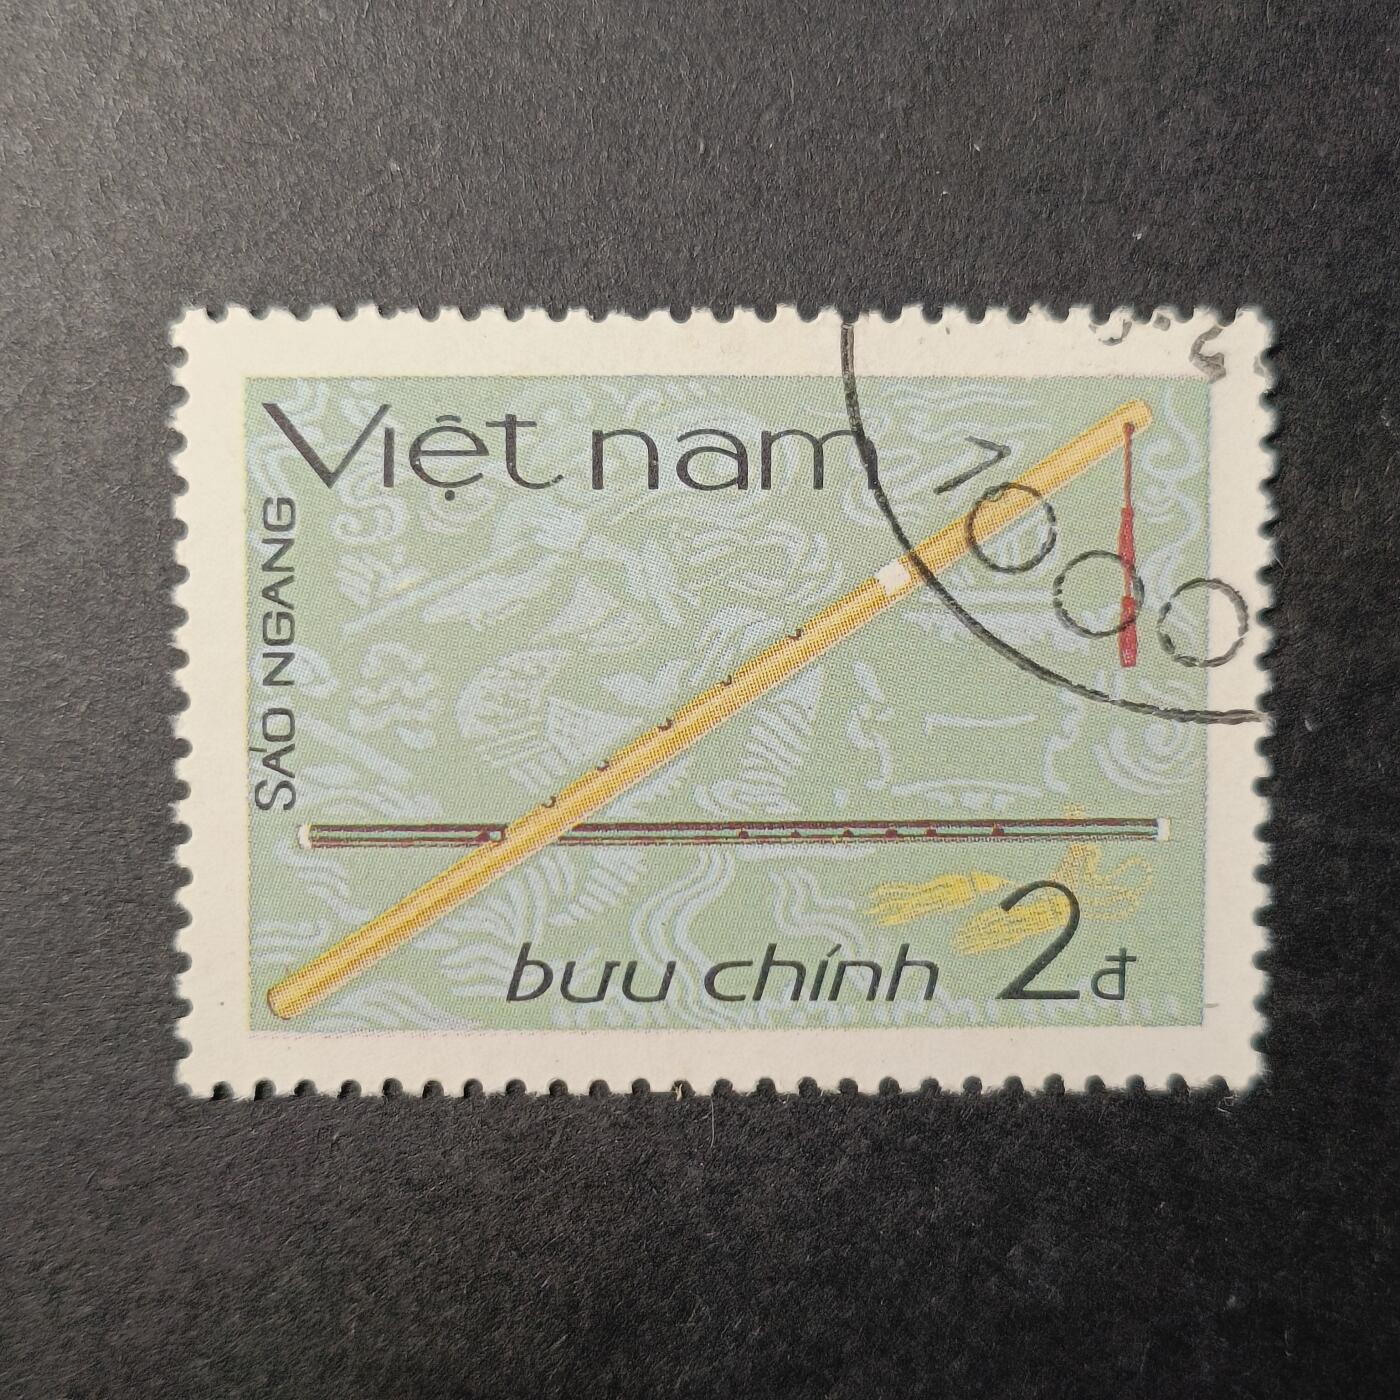 Việt nam
SÁO NGANG
bưu chính 2đ